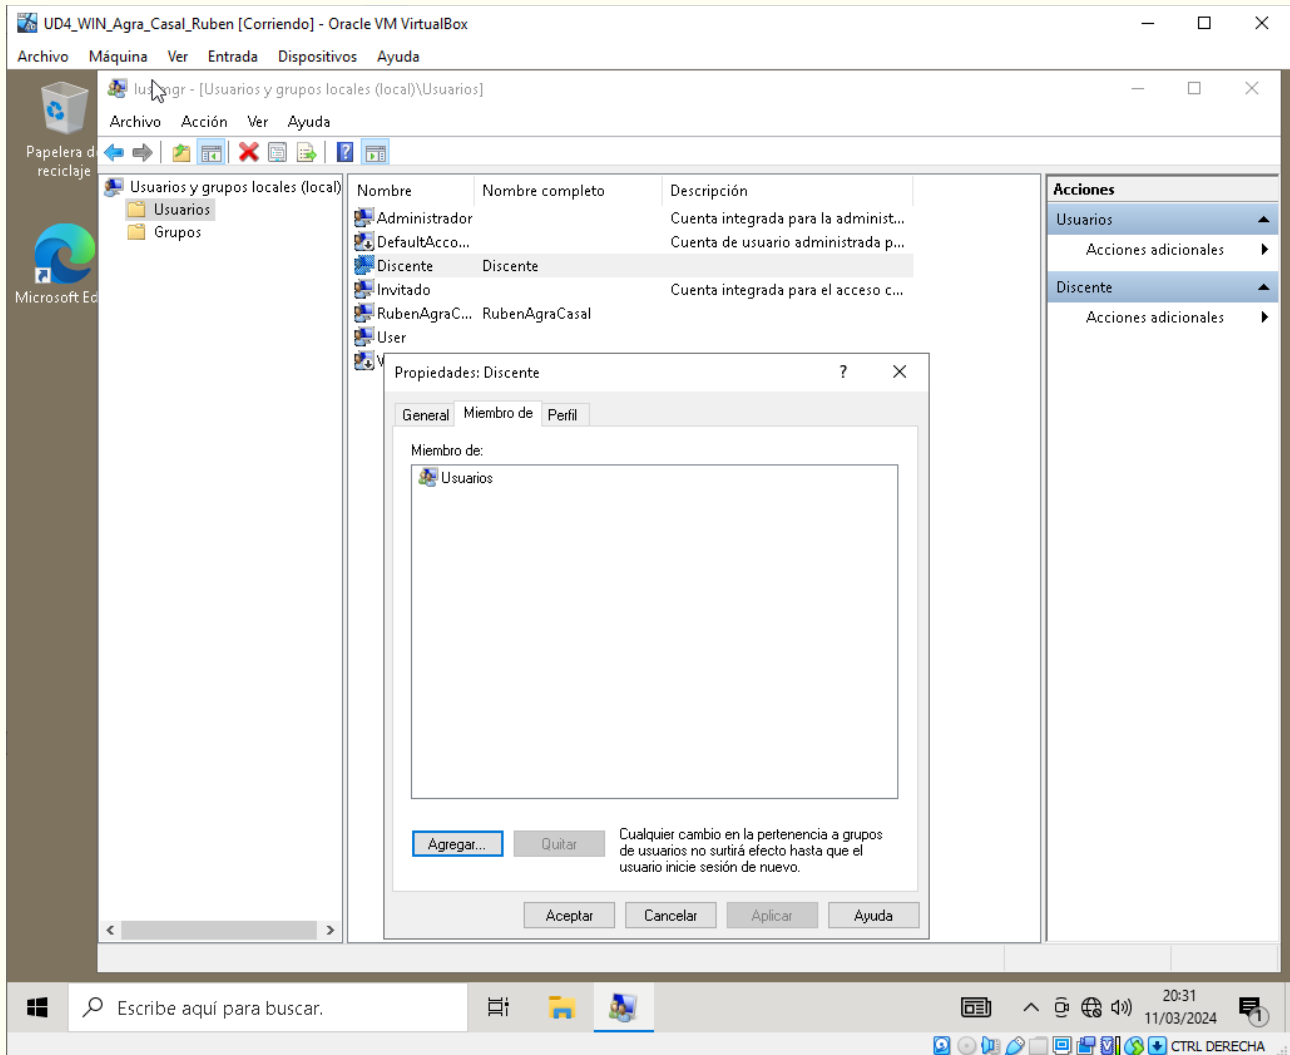 UD4_WIN_Agra_Casal_Ruben [Corriendo] - Oracle VM VirtualBox
Archivo Máquina Ver Entrada Dispositivos Ayuda
Papelera d
reciclaje
Microsoft Ed
[Usuarios y grupos locales (local)\Usuarios]
Archivo Acción Ver Ayuda
Usuarios y grupos locales (local)
Usuarios
Grupos
Nombre Nombre completo Descripción
Administrador Cuenta integrada para la administ...
DefaultAcco... Cuenta de usuario administrada p...
Discente Discente
Invitado Cuenta integrada para el acceso c...
RubenAgraC... RubenAgraCasal
User
Acciones
Usuarios
Acciones adicionales
Discente
Acciones adicionales
Propiedades: Discente ?
General Miembro de Perfil
Miembro de:
Usuarios
Agregar... Quitar
Cualquier cambio en la pertenencia a grupos
de usuarios no surtirá efecto hasta que el
usuario inicie sesión de nuevo.
Aceptar Cancelar Aplicar Ayuda
Escribe aquí para buscar.
20:31
11/03/2024
1
CTRL DERECHA